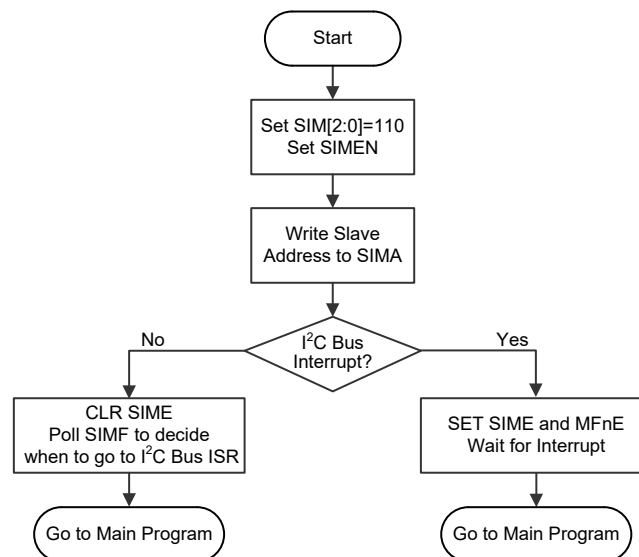 Start
Set SIM[2:0]=110
Set SIMEN
Write Slave
Address to SIMA
I²C Bus
Interrupt?
No
Yes
CLR SIME
Poll SIMF to decide
when to go to I²C Bus ISR
SET SIME and MFnE
Wait for Interrupt
Go to Main Program
Go to Main Program